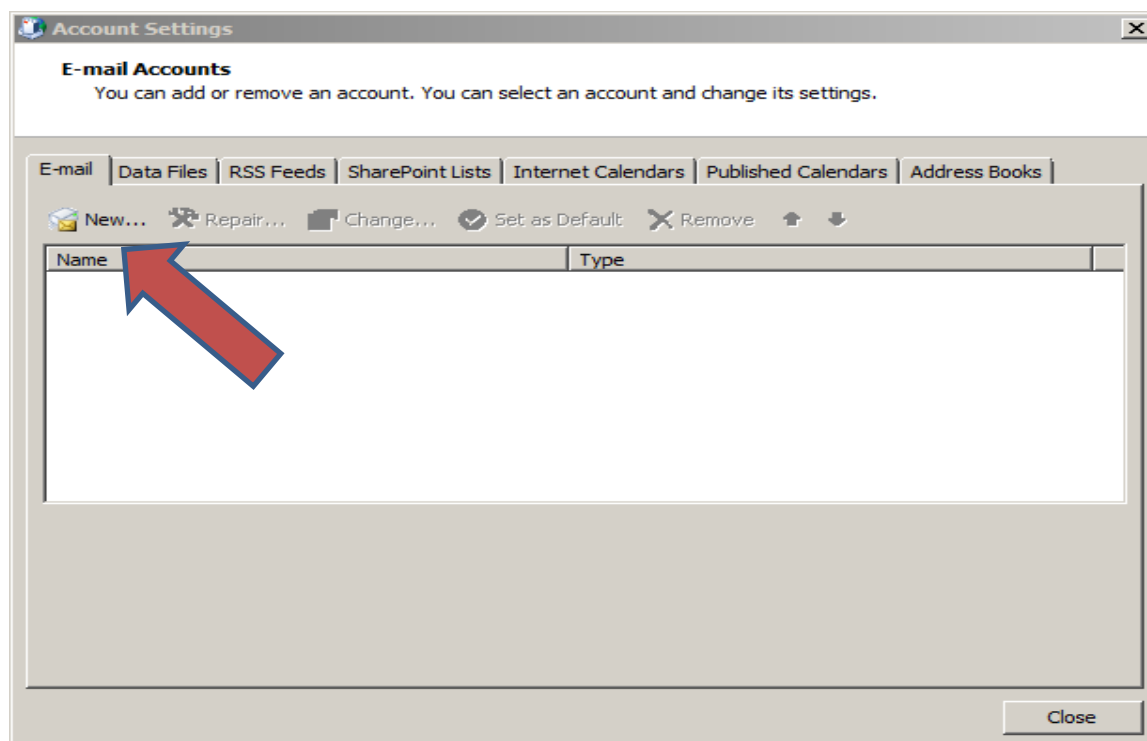 Account Settings
E-mail Accounts
You can add or remove an account. You can select an account and change its settings.
E-mail Data Files RSS Feeds SharePoint Lists Internet Calendars Published Calendars Address Books
New... Repair... Change... Set as Default Remove
Name Type
Close